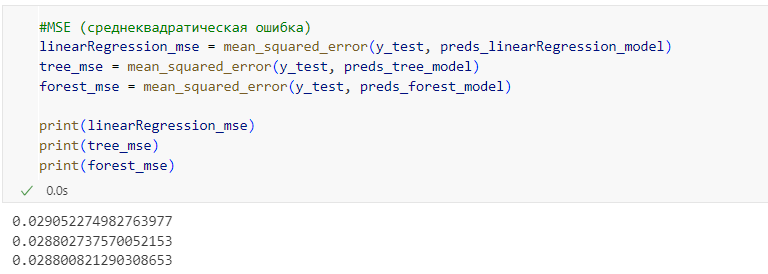 #MSE (среднеквадратическая ошибка)
linearRegression_mse = mean_squared_error(y_test, preds_linearRegression_model)
tree_mse = mean_squared_error(y_test, preds_tree_model)
forest_mse = mean_squared_error(y_test, preds_forest_model)
print(linearRegression_mse)
print(tree_mse)
print(forest_mse)
0.0s
0.029052274982763977
0.028802737570052153
0.028800821290308653